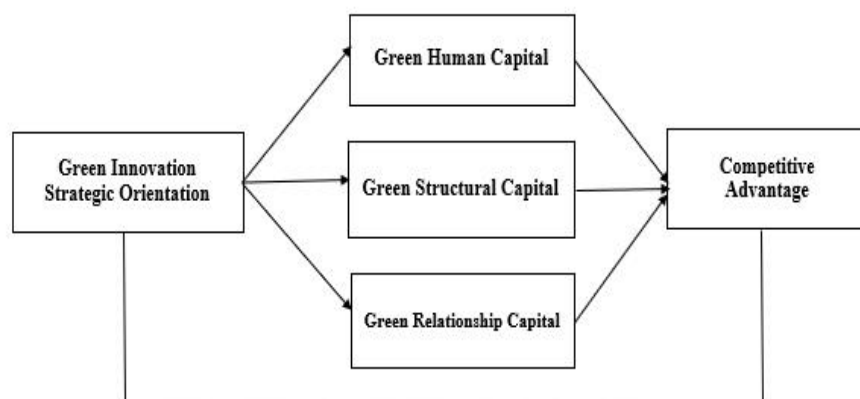 Green Human Capital
Green Innovation
Strategic Orientation
Green Structural Capital
Competitive
Advantage
Green Relationship Capital